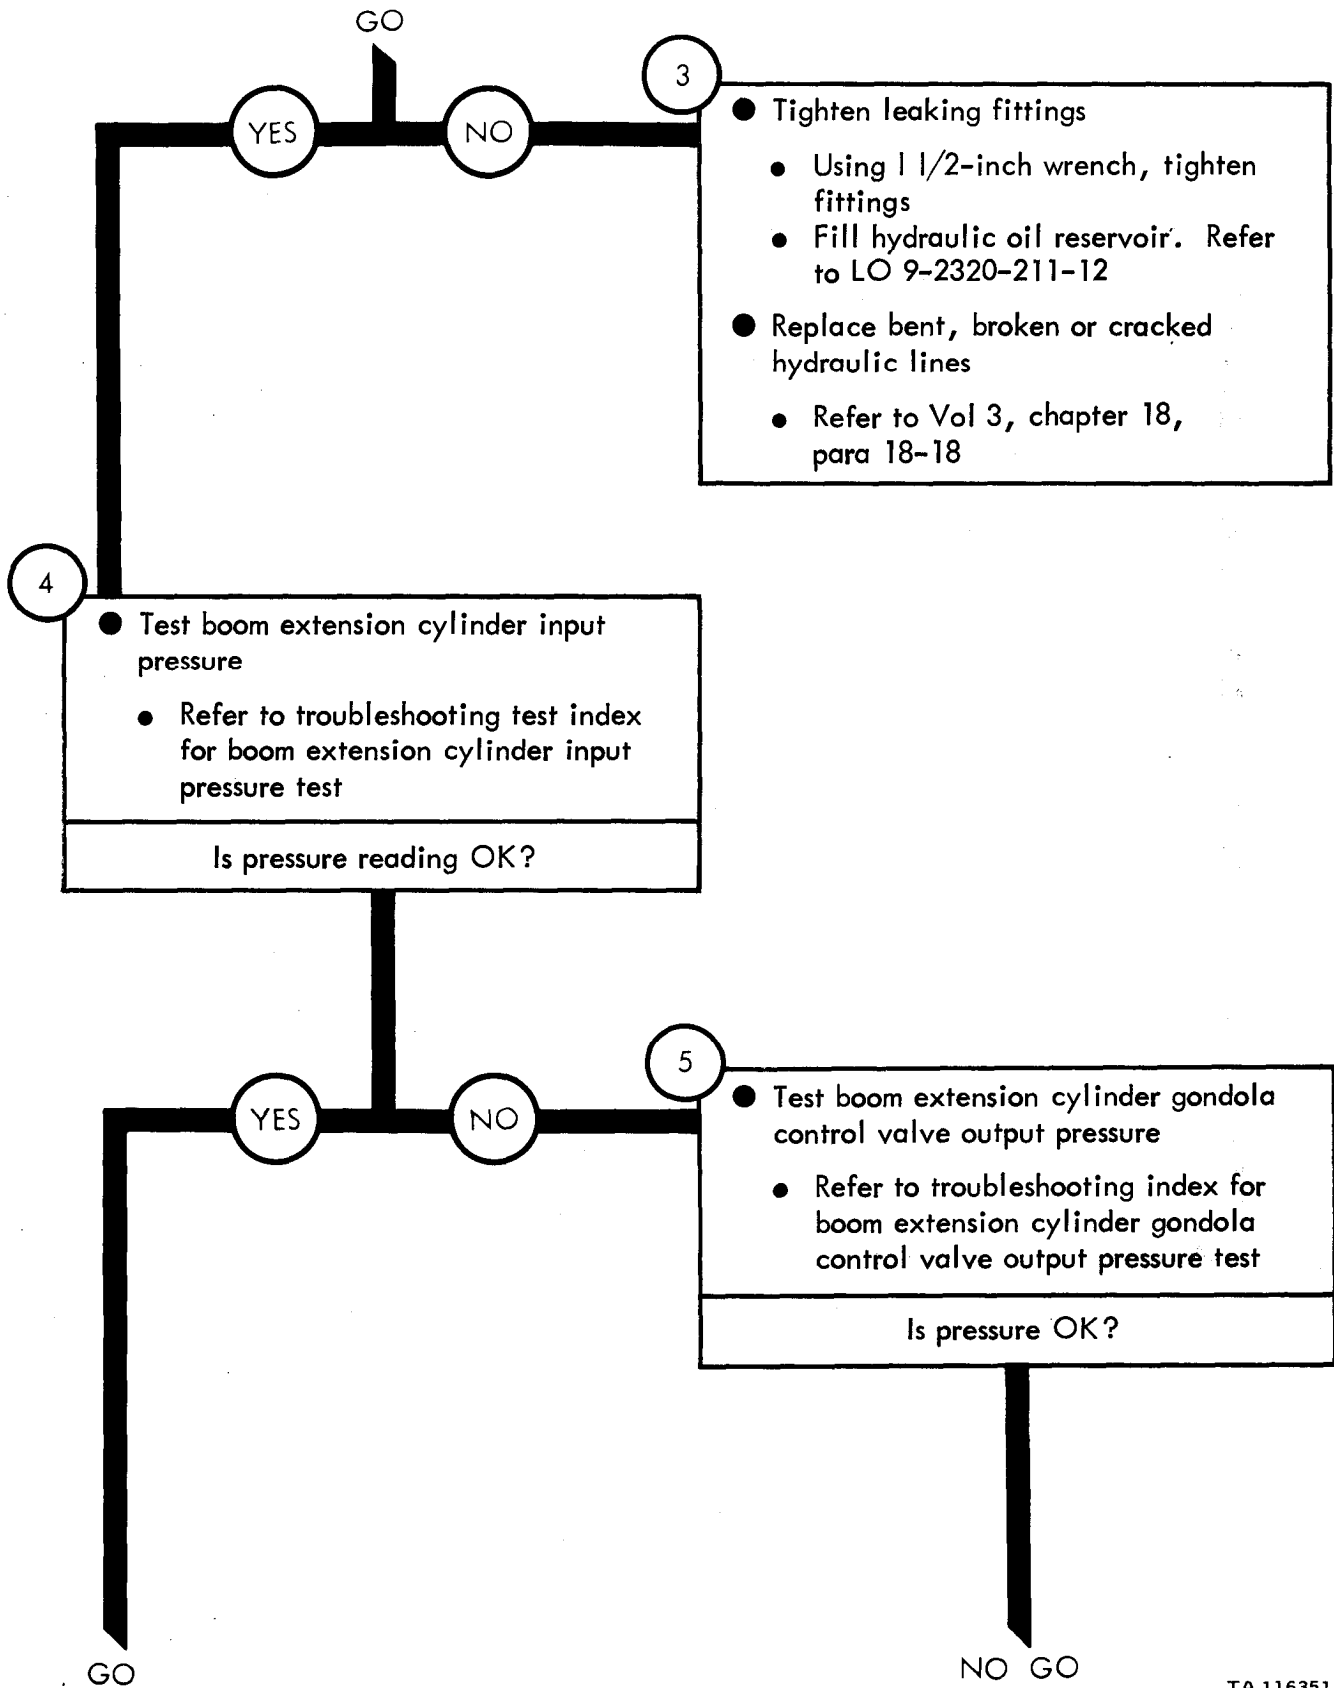 GO
YES
NO
3
● Tighten leaking fittings
● Using 1 1/2-inch wrench, tighten
fittings
● Fill hydraulic oil reservoir. Refer
to LO 9-2320-211-12
● Replace bent, broken or cracked
hydraulic lines
● Refer to Vol 3, chapter 18,
para 18-18
4
● Test boom extension cylinder input
pressure
● Refer to troubleshooting test index
for boom extension cylinder input
pressure test
Is pressure reading OK?
YES
NO
5
● Test boom extension cylinder gondola
control valve output pressure
● Refer to troubleshooting index for
boom extension cylinder gondola
control valve output pressure test
Is pressure OK?
GO
NO GO
TA 116351